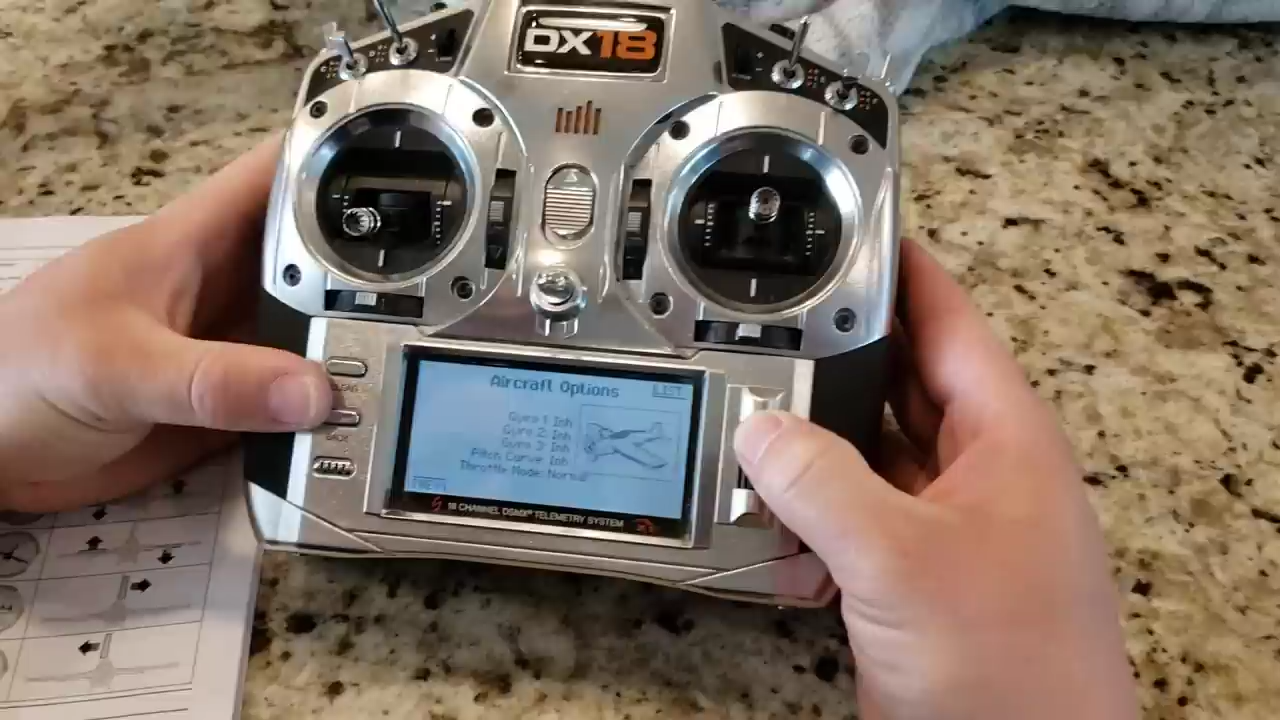 DX18
CLEAR
BACK
Aircraft Options
LIST
Gyro 1: Inh
Gyro 2: Inh
Gyro 3: Inh
Pitch Curve: Inh
Throttle Mode: Normal
PREV
18 CHANNEL DSMX® TELEMETRY SYSTEM